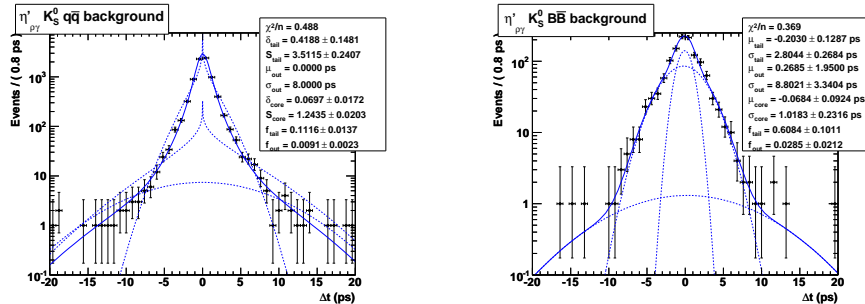 η'ργ K⁰S qq̅ background
χ²/n = 0.488
δtail = 0.4188 ± 0.1481
Stail = 3.5115 ± 0.2407
μout = 0.0000 ps
σout = 8.0000 ps
δcore = 0.0697 ± 0.0172
Score = 1.2435 ± 0.0203
ftail = 0.1116 ± 0.0137
fout = 0.0091 ± 0.0023
Events / ( 0.8 ps )
10³
10²
10
1
10⁻¹
-20 -15 -10 -5 0 5 10 15 20
Δt (ps)
η'ργ K⁰S BB̅ background
χ²/n = 0.369
μtail = -0.2030 ± 0.1287 ps
σtail = 2.8044 ± 0.2684 ps
μout = 0.2685 ± 1.9500 ps
σout = 8.8021 ± 3.3404 ps
μcore = -0.0684 ± 0.0924 ps
σcore = 1.0183 ± 0.2316 ps
ftail = 0.6084 ± 0.1011
fout = 0.0285 ± 0.0212
Events / ( 0.8 ps )
10²
10
1
10⁻¹
-20 -15 -10 -5 0 5 10 15 20
Δt (ps)